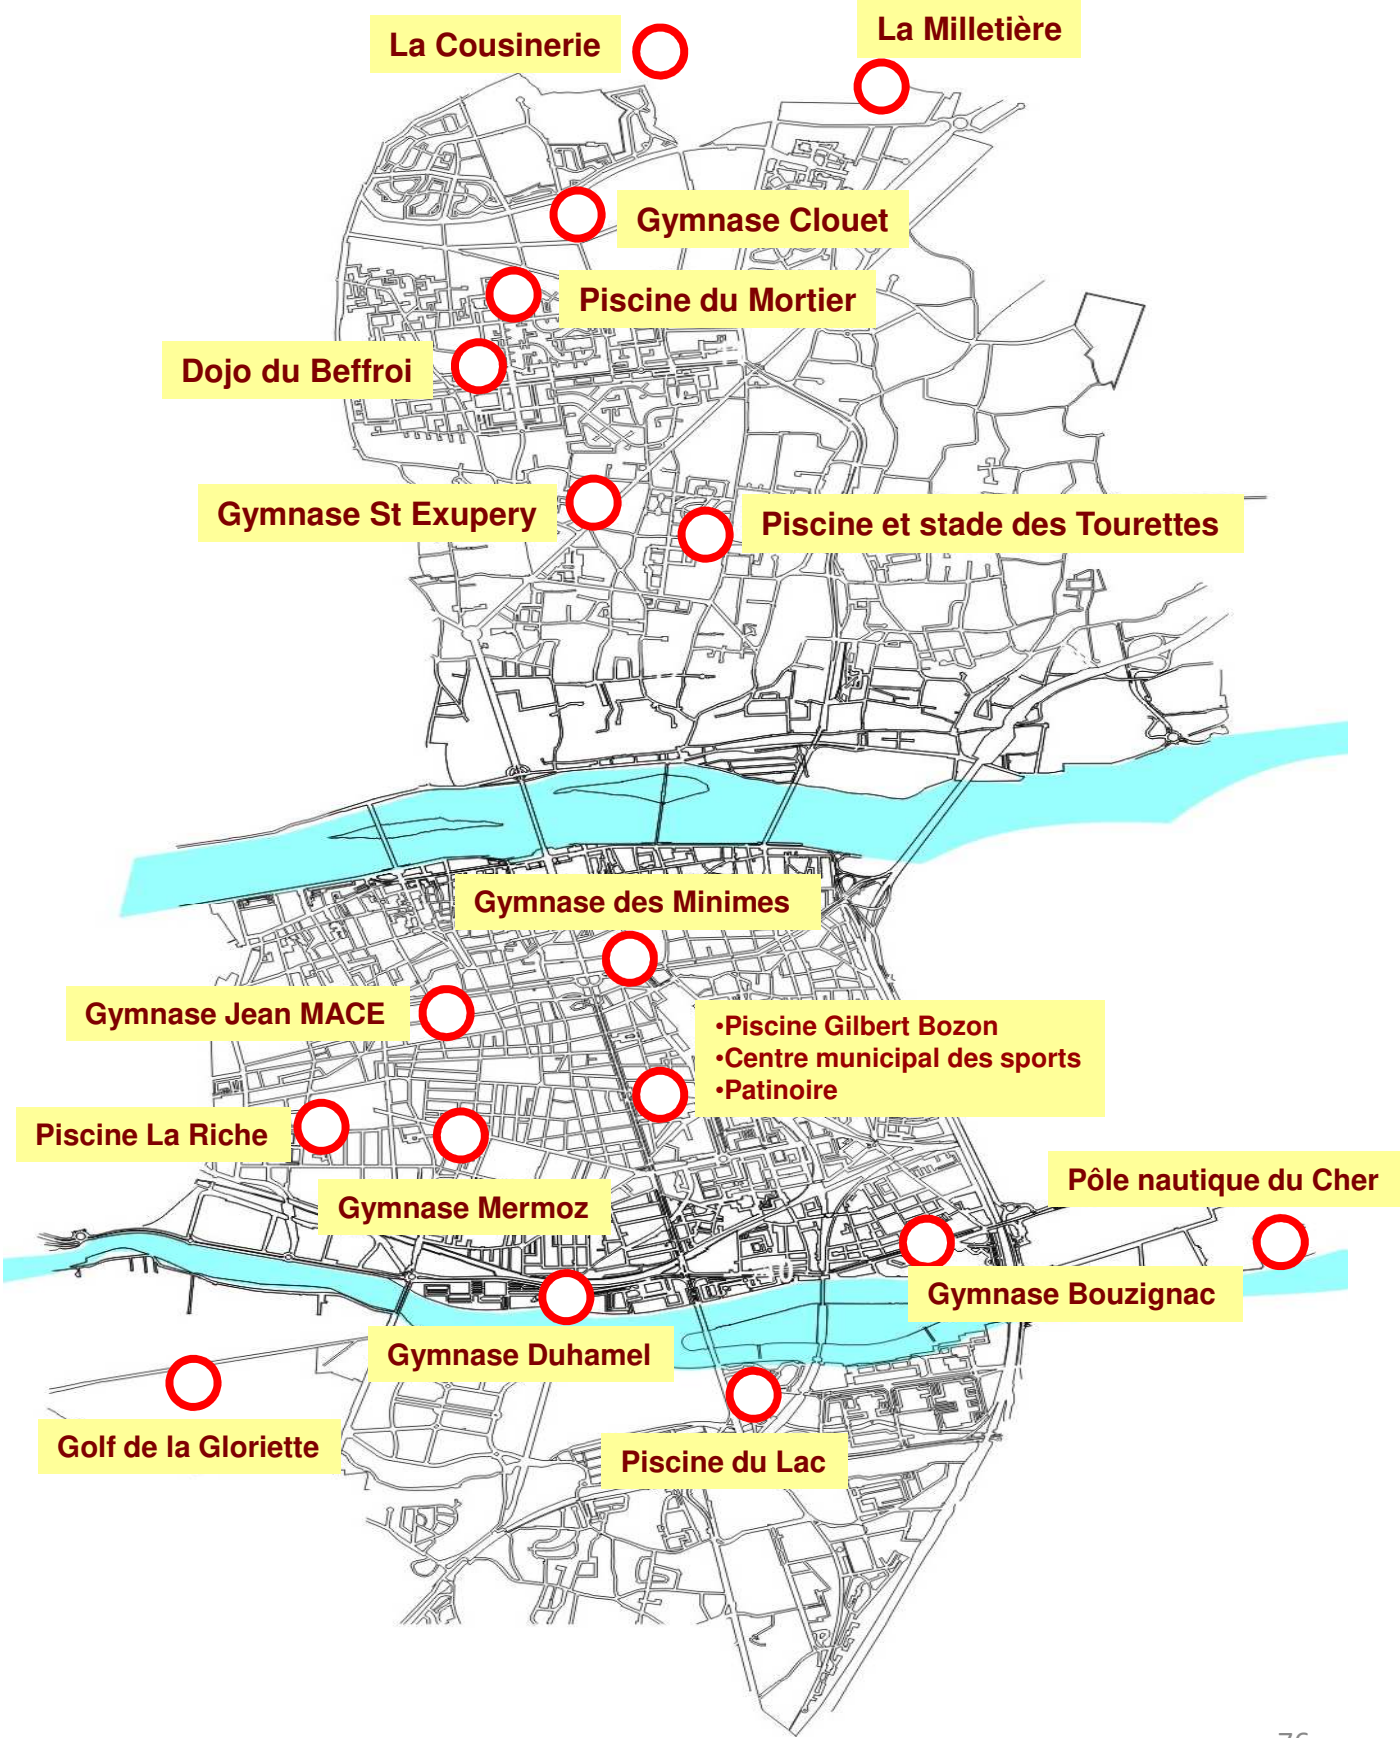 La Cousinerie
La Milletière
Gymnase Clouet
Piscine du Mortier
Dojo du Beffroi
Gymnase St Exupery
Piscine et stade des Tourettes
Gymnase des Minimes
Gymnase Jean MACE
•Piscine Gilbert Bozon
•Centre municipal des sports
•Patinoire
Piscine La Riche
Pôle nautique du Cher
Gymnase Mermoz
Gymnase Bouzignac
Gymnase Duhamel
Golf de la Gloriette
Piscine du Lac